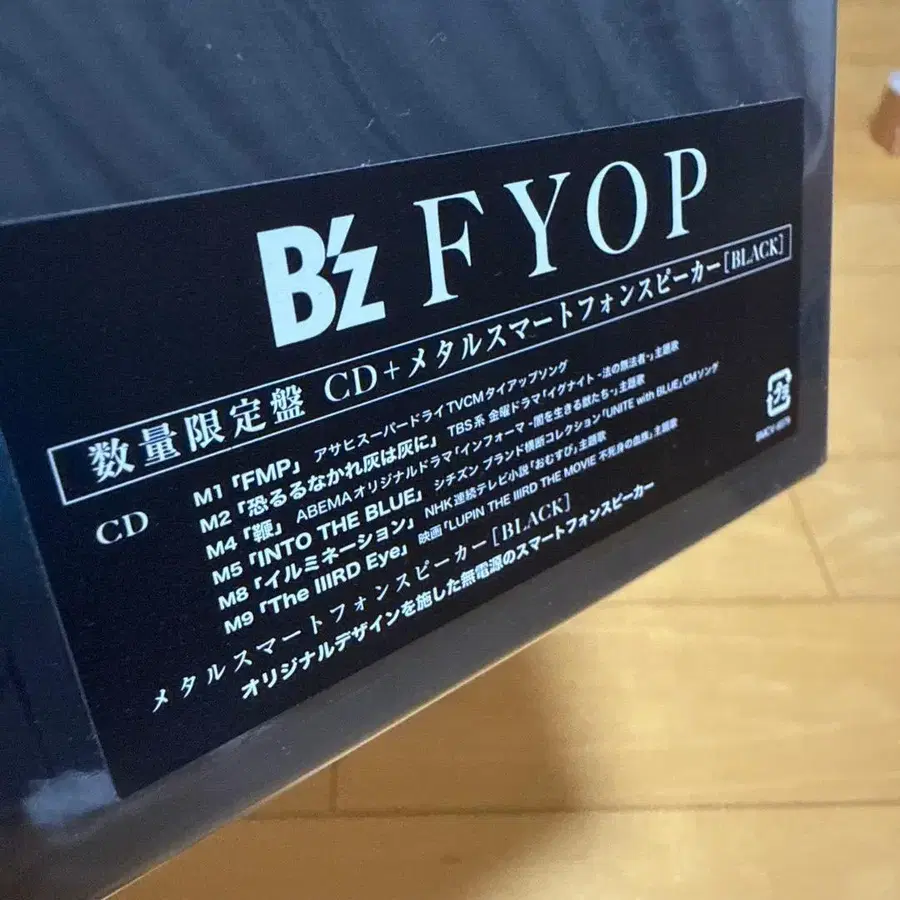 B'z FYOP
数量限定盤 CD+メタルスマートフォンスピーカー[BLACK]
CD
M1「FMP」 アサヒスーパードライTVCMタイアップソング
M2「恐るるなかれ灰は灰に」 TBS系 金曜ドラマ「イグナイト -法の無法者-」主題歌
M4「鞭」 ABEMAオリジナルドラマ「インフォーマ -闇を生きる獣たち-」主題歌
M5「INTO THE BLUE」 シチズン ブランド横断コレクション「UNITE with BLUE」CMソング
M8「イルミネーション」 NHK 連続テレビ小説「おむすび」主題歌
M9「The IIIRD Eye」 映画「LUPIN THE IIIRD THE MOVIE 不死身の血族」主題歌
メタルスマートフォンスピーカー[BLACK]
オリジナルデザインを施した無電源のスマートフォンスピーカー
プラ